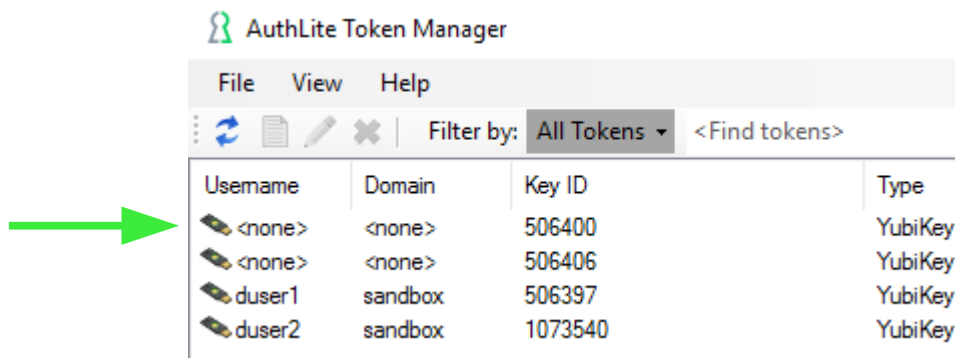 AuthLite Token Manager
File View Help
Filter by: All Tokens <Find tokens>
Username Domain Key ID Type
<none> <none> 506400 YubiKey
<none> <none> 506406 YubiKey
duser1 sandbox 506397 YubiKey
duser2 sandbox 1073540 YubiKey